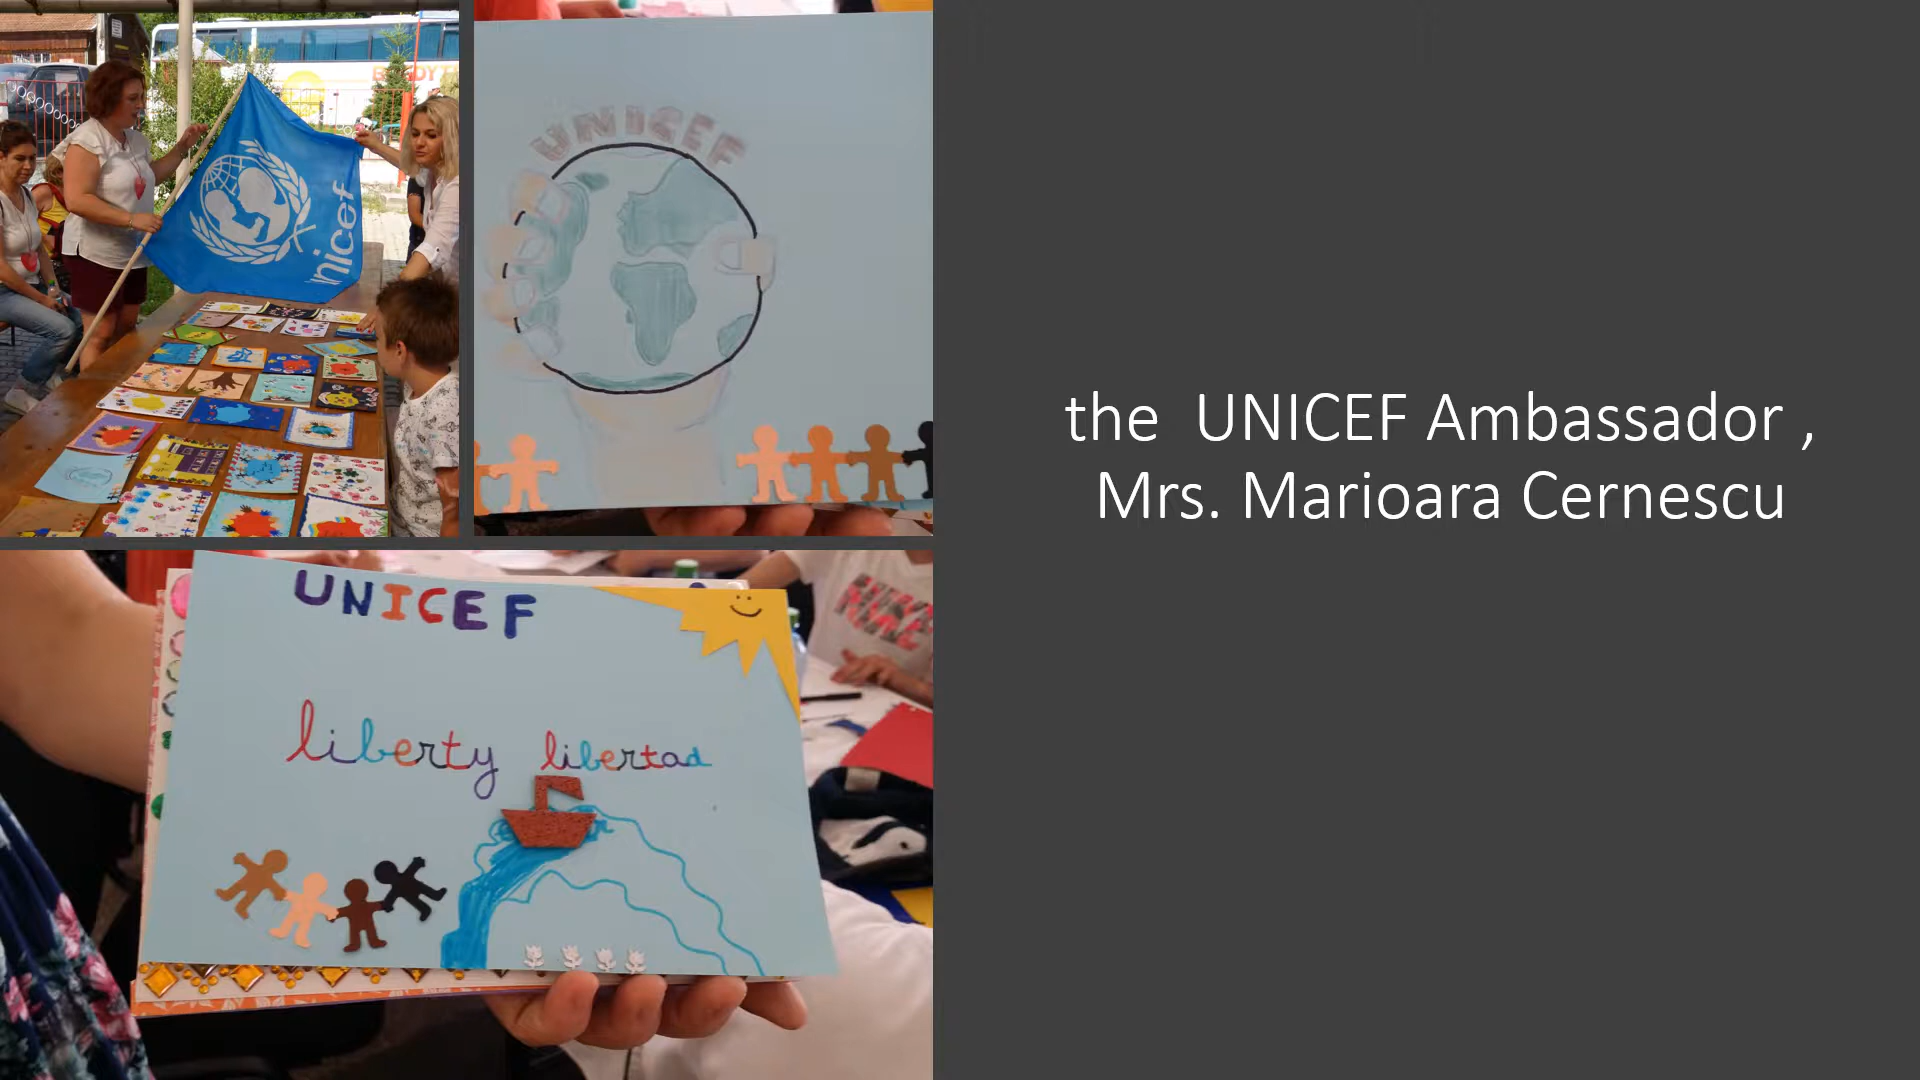 unicef
UNICEF
the UNICEF Ambassador ,
Mrs. Marioara Cernescu
UNICEF
liberty libertad